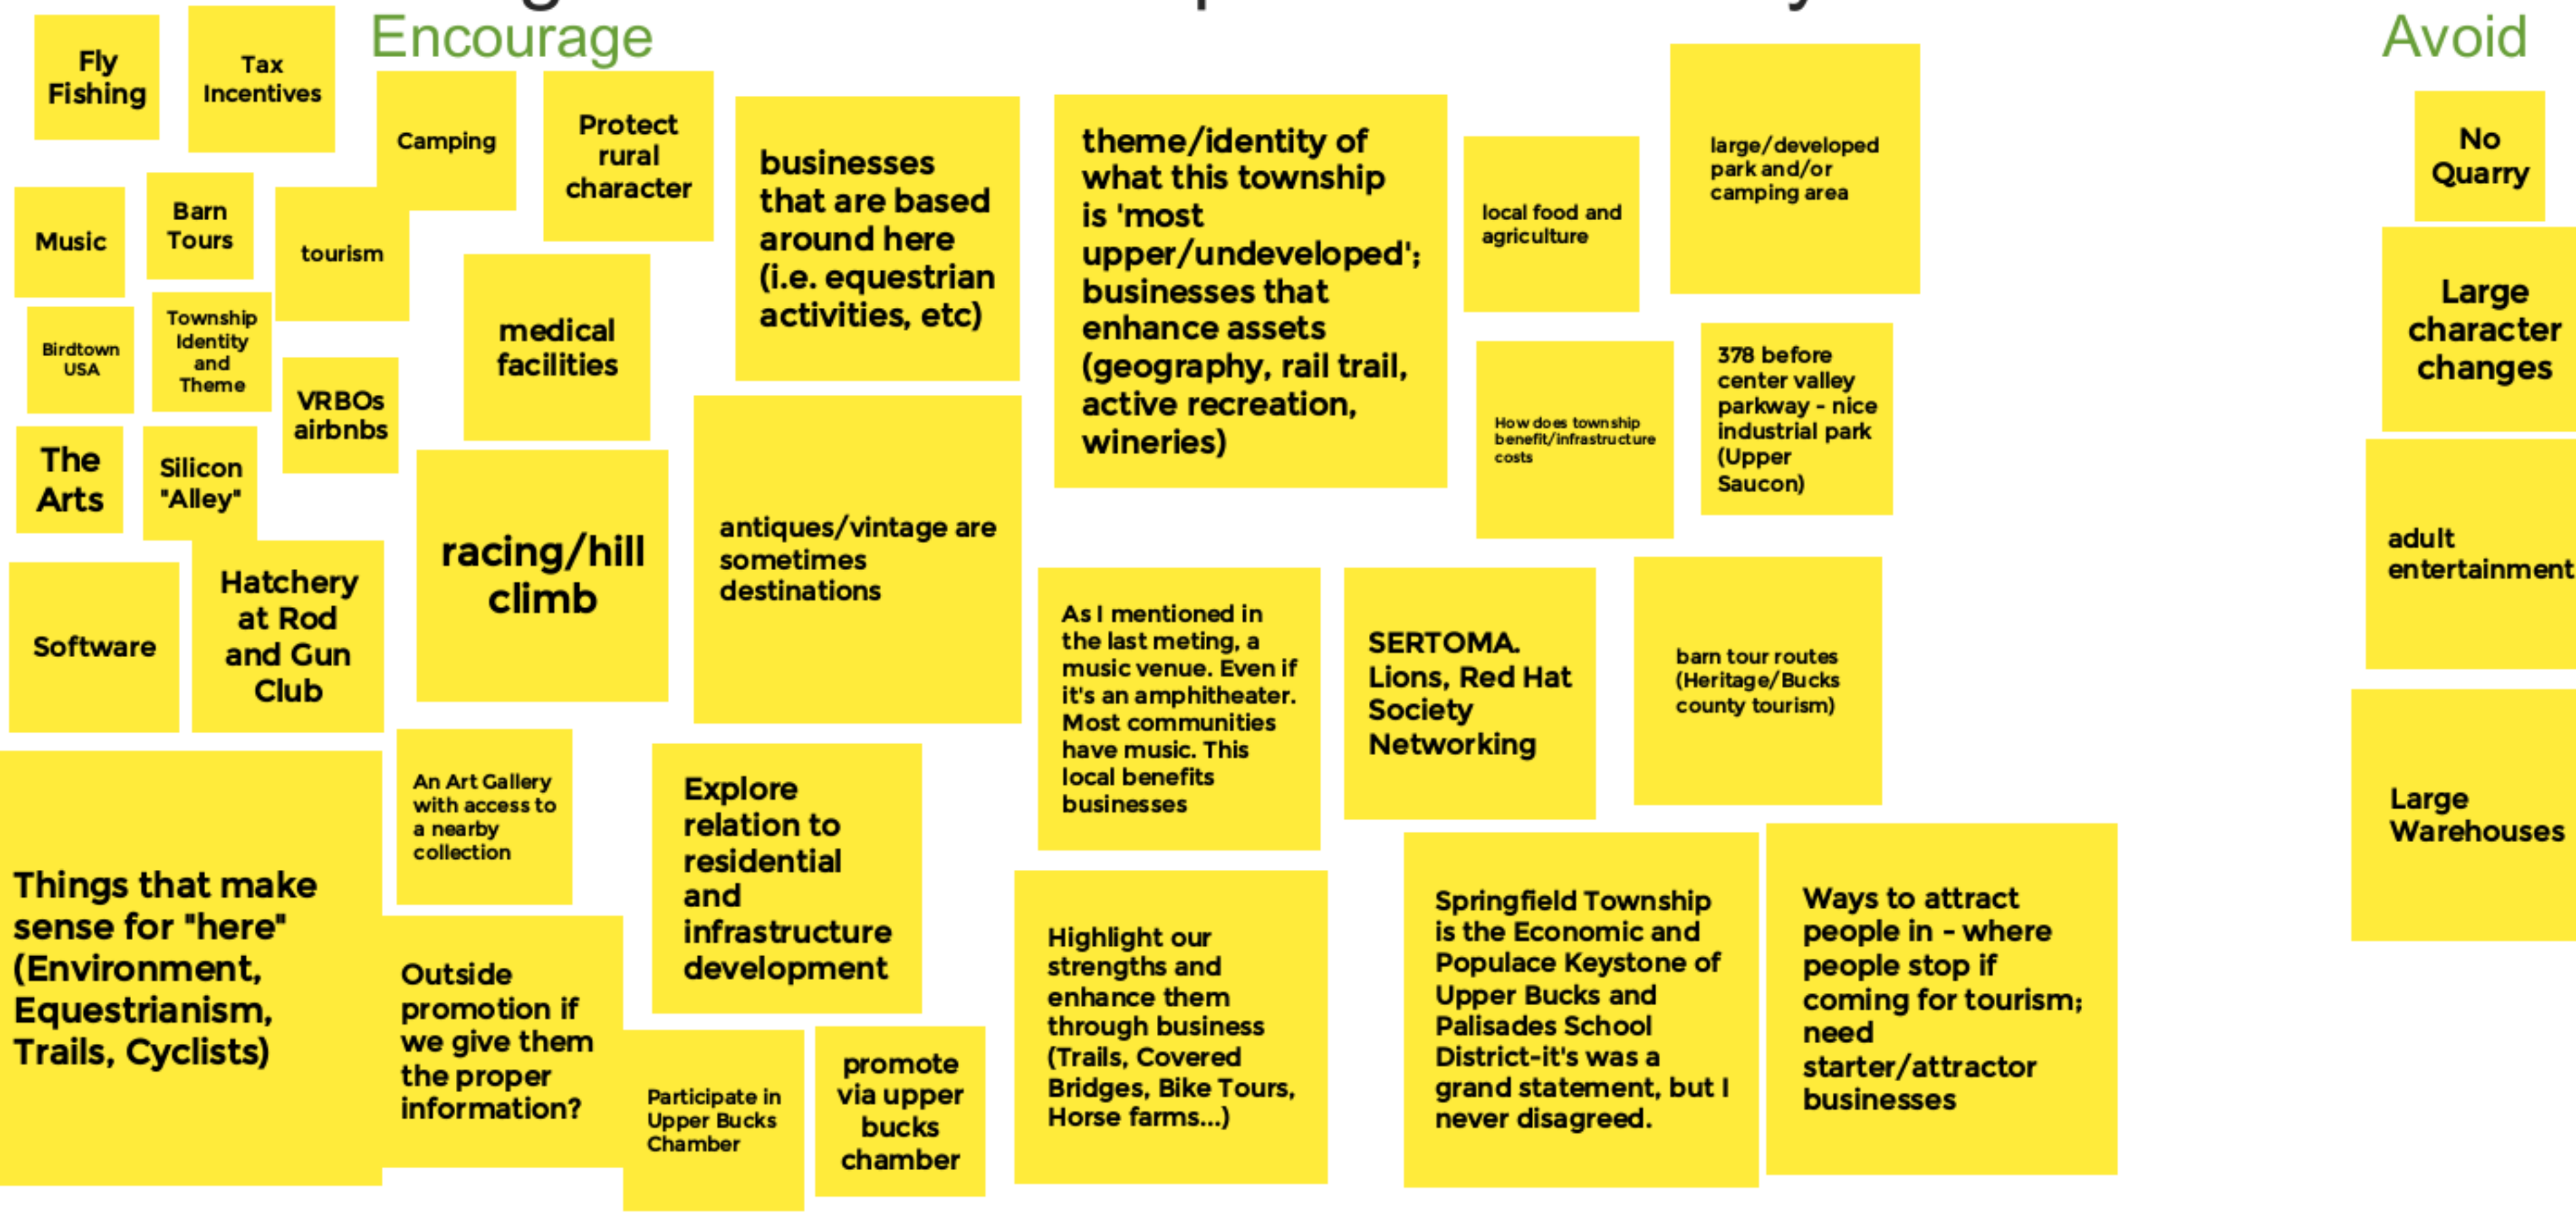 Encourage
Avoid
Fly
Fishing
Tax
Incentives
Camping
Protect
rural
character
businesses
that are based
around here
(i.e. equestrian
activities, etc)
theme/identity of
what this township
is 'most
upper/undeveloped';
businesses that
enhance assets
(geography, rail trail,
active recreation,
wineries)
local food and
agriculture
large/developed
park and/or
camping area
No
Quarry
Music
Barn
Tours
tourism
medical
facilities
Large
character
changes
Birdtown
USA
Township
Identity
and
Theme
VRBOs
airbnbs
How does township
benefit/infrastructure
costs
378 before
center valley
parkway - nice
industrial park
(Upper
Saucon)
The
Arts
Silicon
"Alley"
racing/hill
climb
antiques/vintage are
sometimes
destinations
adult
entertainment
Software
Hatchery
at Rod
and Gun
Club
As I mentioned in
the last meting, a
music venue. Even if
it's an amphitheater.
Most communities
have music. This
local benefits
businesses
SERTOMA.
Lions, Red Hat
Society
Networking
barn tour routes
(Heritage/Bucks
county tourism)
Large
Warehouses
Things that make
sense for "here"
(Environment,
Equestrianism,
Trails, Cyclists)
An Art Gallery
with access to
a nearby
collection
Explore
relation to
residential
and
infrastructure
development
Outside
promotion if
we give them
the proper
information?
Participate in
Upper Bucks
Chamber
promote
via upper
bucks
chamber
Highlight our
strengths and
enhance them
through business
(Trails, Covered
Bridges, Bike Tours,
Horse farms...)
Springfield Township
is the Economic and
Populace Keystone of
Upper Bucks and
Palisades School
District-it's was a
grand statement, but I
never disagreed.
Ways to attract
people in - where
people stop if
coming for tourism;
need
starter/attractor
businesses